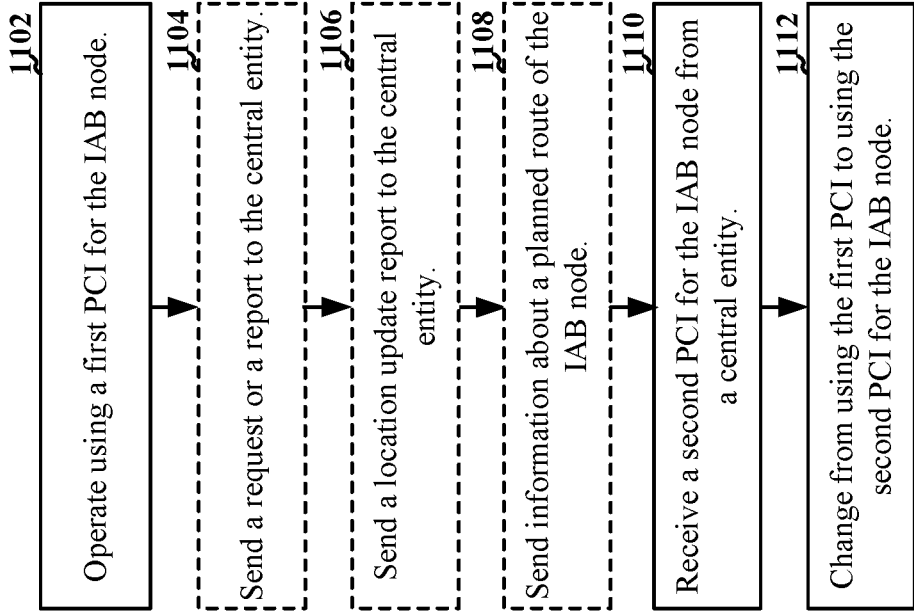 1102
Operate using a first PCI for the IAB node.
1104
Send a request or a report to the central entity.
1106
Send a location update report to the central
entity.
1108
Send information about a planned route of the
IAB node.
1110
Receive a second PCI for the IAB node from
a central entity.
1112
Change from using the first PCI to using the
second PCI for the IAB node.